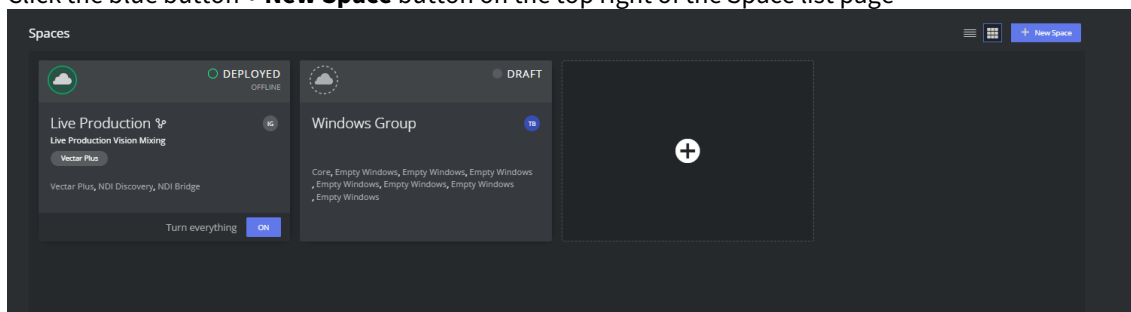 Click the blue button + New Space button on the top right of the Space list page
Spaces
+ New Space
DEPLOYED
OFFLINE
Live Production
IG
Live Production Vision Mixing
Vectar Plus
Vectar Plus, NDI Discovery, NDI Bridge
Turn everything
ON
DRAFT
Windows Group
TB
Core, Empty Windows, Empty Windows, Empty Windows
, Empty Windows, Empty Windows, Empty Windows
, Empty Windows